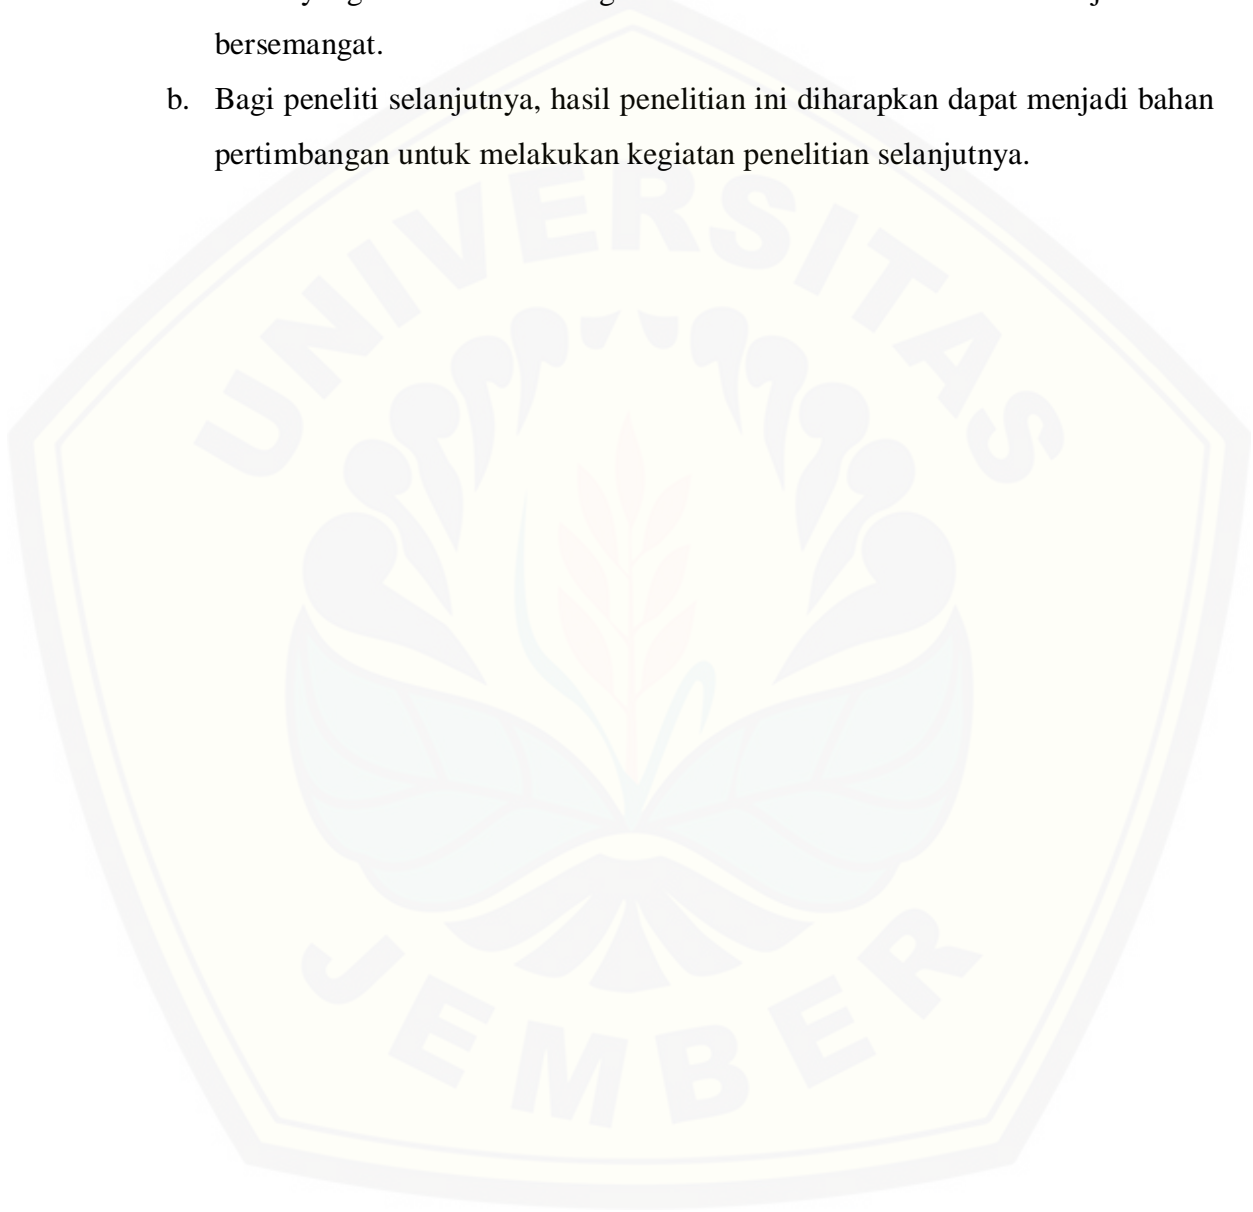 bersemangat.
b. Bagi peneliti selanjutnya, hasil penelitian ini diharapkan dapat menjadi bahan
pertimbangan untuk melakukan kegiatan penelitian selanjutnya.
UNIVERSITAS
JEMBER